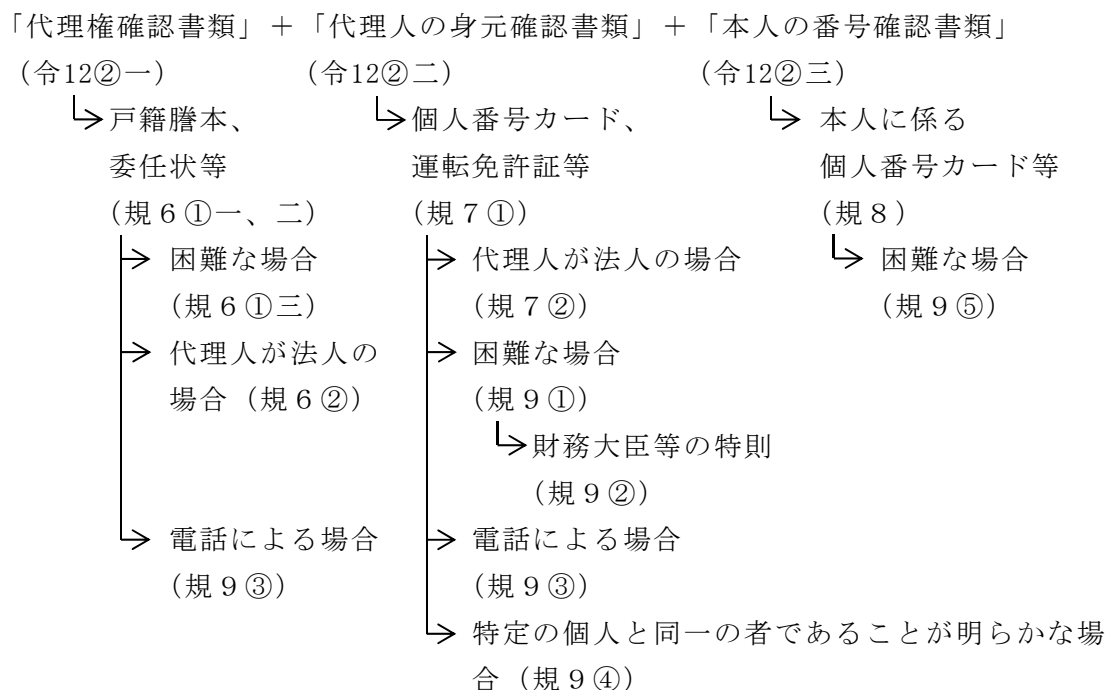 「代理権確認書類」＋「代理人の身元確認書類」＋「本人の番号確認書類」
（令12②一）　（令12②二）　（令12②三）
戸籍謄本、　個人番号カード、　本人に係る
委任状等　運転免許証等　個人番号カード等
（規６①一、二）　（規７①）　（規８）
困難な場合　代理人が法人の場合　困難な場合
（規６①三）　（規７②）　（規９⑤）
代理人が法人の　困難な場合
場合（規６②）　（規９①）
財務大臣等の特則
（規９②）
電話による場合　電話による場合
（規９③）　（規９③）
特定の個人と同一の者であることが明らかな場
合（規９④）